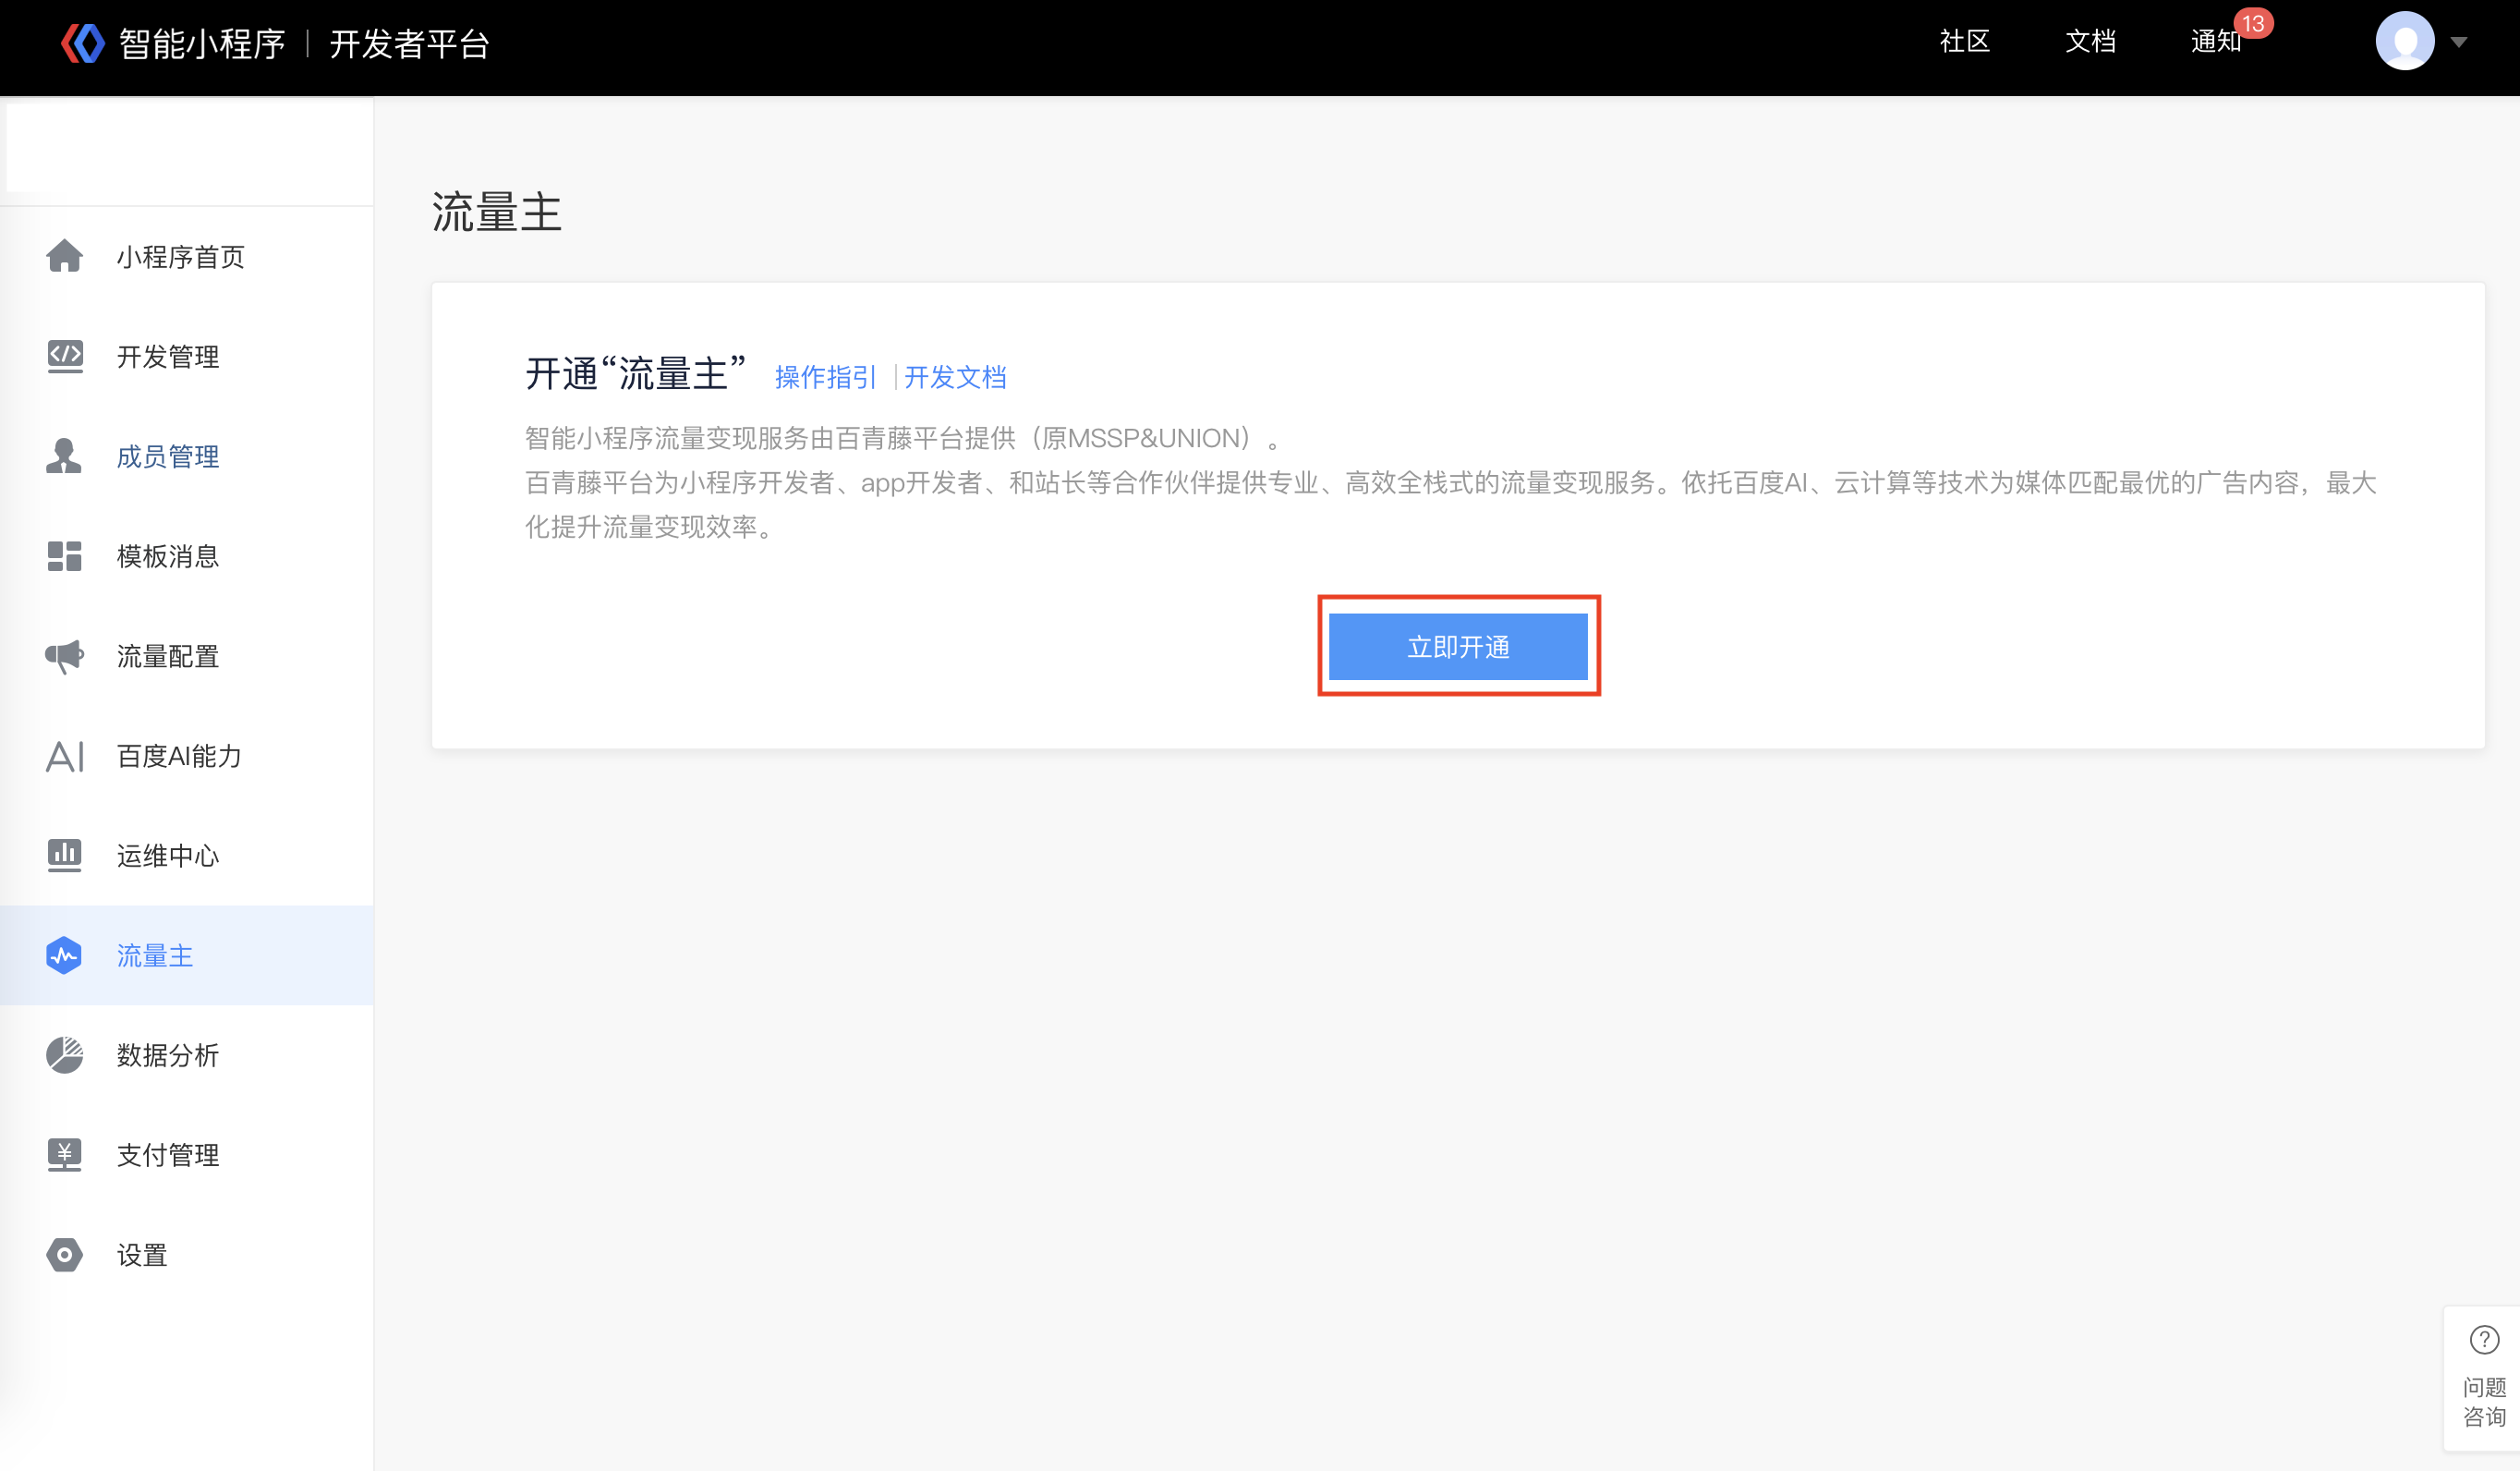 智能小程序 | 开发者平台
社区 文档 通知 13
小程序首页
开发管理
成员管理
模板消息
流量配置
AI 百度AI能力
运维中心
流量主
数据分析
¥ 支付管理
设置
流量主
开通“流量主” 操作指引 | 开发文档
智能小程序流量变现服务由百青藤平台提供（原MSSP&UNION）。
百青藤平台为小程序开发者、app开发者、和站长等合作伙伴提供专业、高效全栈式的流量变现服务。依托百度AI、云计算等技术为媒体匹配最优的广告内容，最大
化提升流量变现效率。
立即开通
?
问题
咨询